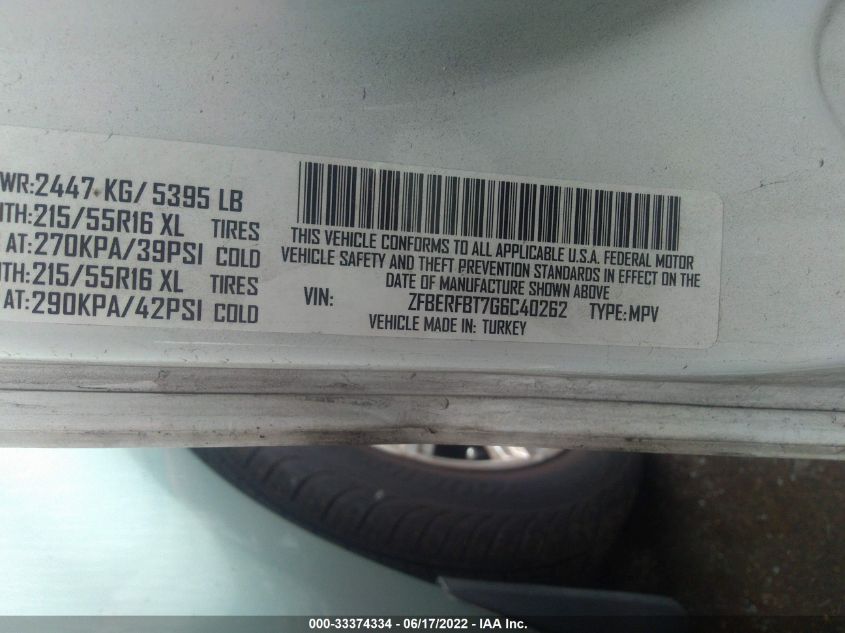 WR:2447 KG/ 5395 LB
ITH:215/55R16 XL TIRES
AT:270KPA/39PSI COLD
ITH:215/55R16 XL TIRES
AT:290KPA/42PSI COLD
THIS VEHICLE CONFORMS TO ALL APPLICABLE U.S.A. FEDERAL MOTOR
VEHICLE SAFETY AND THEFT PREVENTION STANDARDS IN EFFECT ON THE
DATE OF MANUFACTURE SHOWN ABOVE
VIN: ZFBERFBT7G6C40262 TYPE:MPV
VEHICLE MADE IN: TURKEY
000-33374334 - 06/17/2022 - IAA Inc.